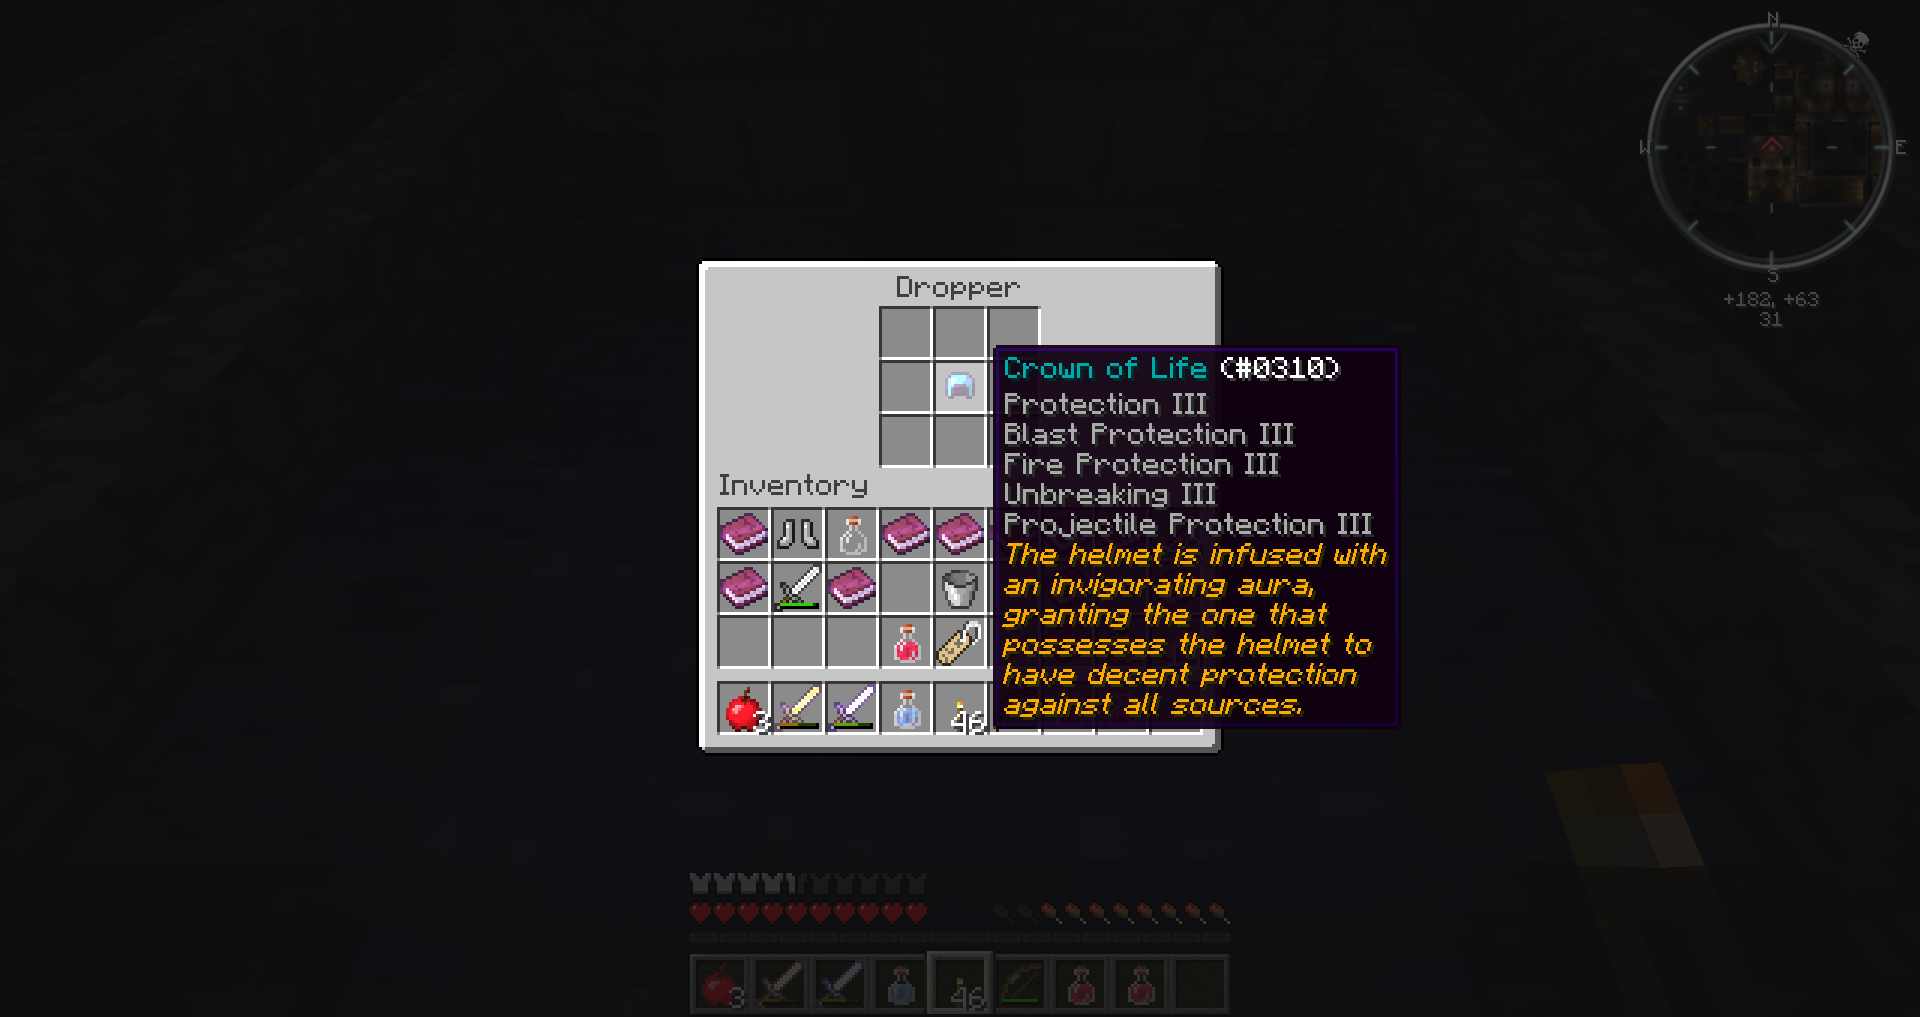 N
W
E
S
+182, +63
31
Dropper
Crown of Life (#0310)
Protection III
Blast Protection III
Fire Protection III
Unbreaking III
Projectile Protection III
The helmet is infused with
an invigorating aura,
granting the one that
possesses the helmet to
have decent protection
against all sources.
Inventory
3
46
3
46